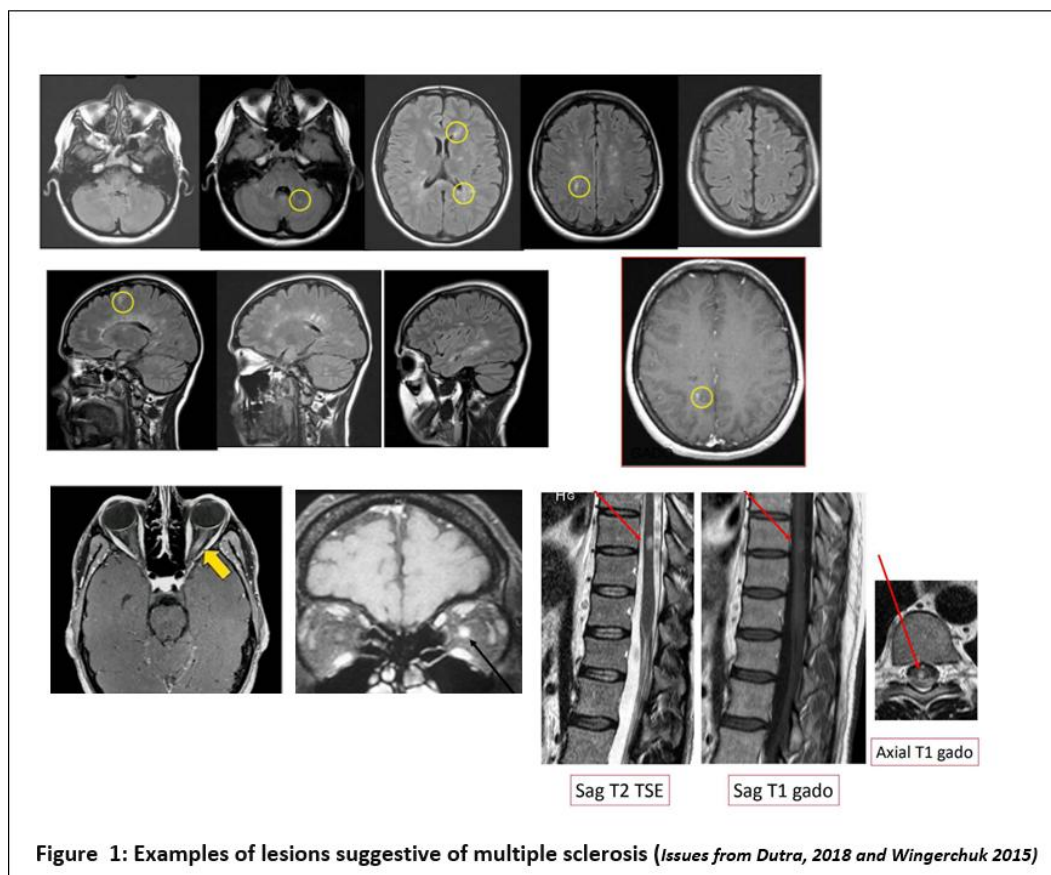 HG
Sag T2 TSE
Sag T1 gado
Axial T1 gado
Figure 1: Examples of lesions suggestive of multiple sclerosis (Issues from Dutra, 2018 and Wingerchuk 2015)